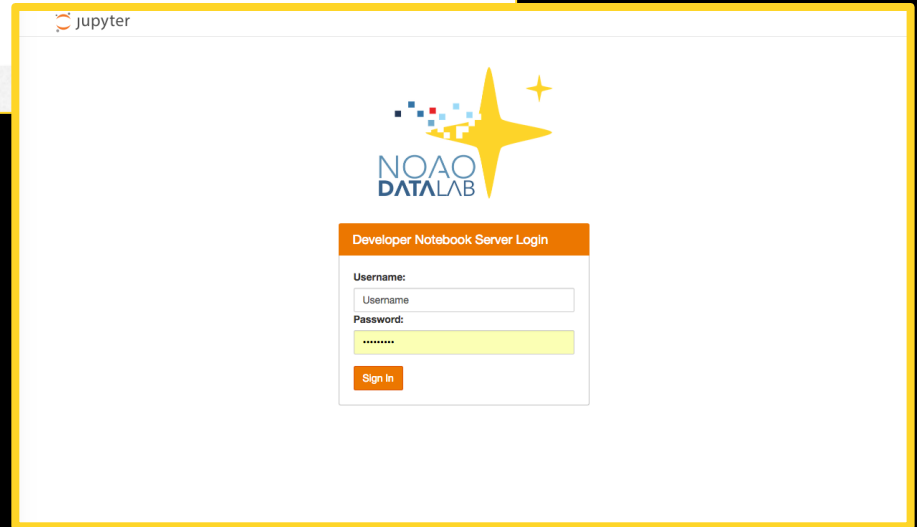 jupyter
NOAO
DATALAB
Developer Notebook Server Login
Username:
Username
Password:
•••••••••
Sign In